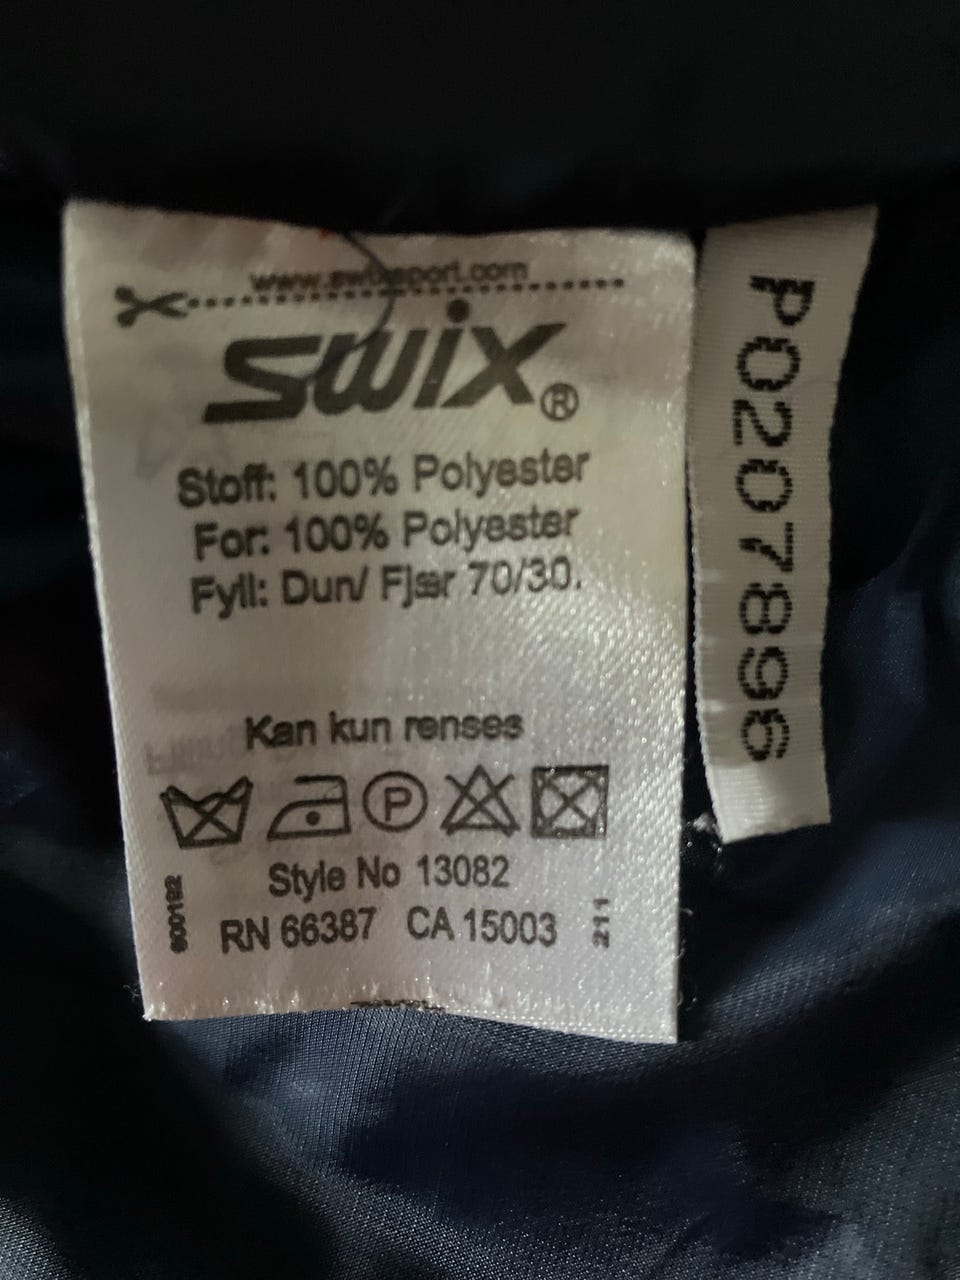 www.swixsport.com
swix®
Stoff: 100% Polyester
For: 100% Polyester
Fyll: Dun/ Fjær 70/30.
Kan kun renses
P
Style No 13082
RN 66387 CA 15003
211
P0207896